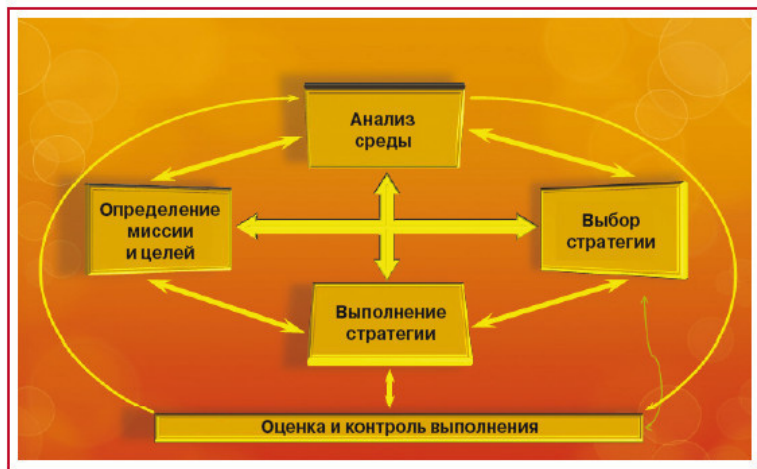 Анализ
среды
Определение
миссии
и целей
Выбор
стратегии
Выполнение
стратегии
Оценка и контроль выполнения